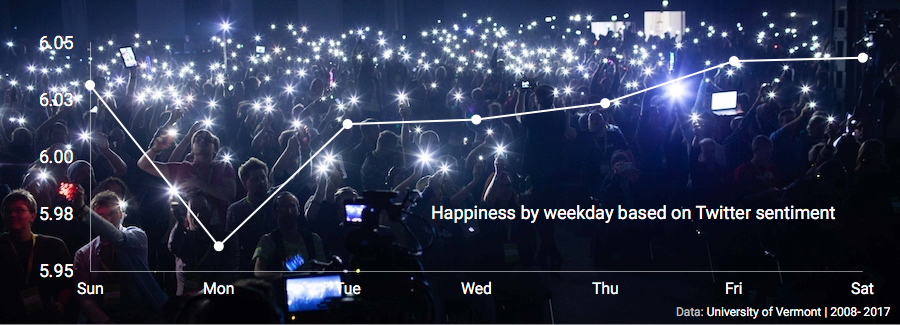 6.05
6.03
6.00
5.98
5.95
Sun Mon Tue Wed Thu Fri Sat
Happiness by weekday based on Twitter sentiment
Data: University of Vermont | 2008- 2017